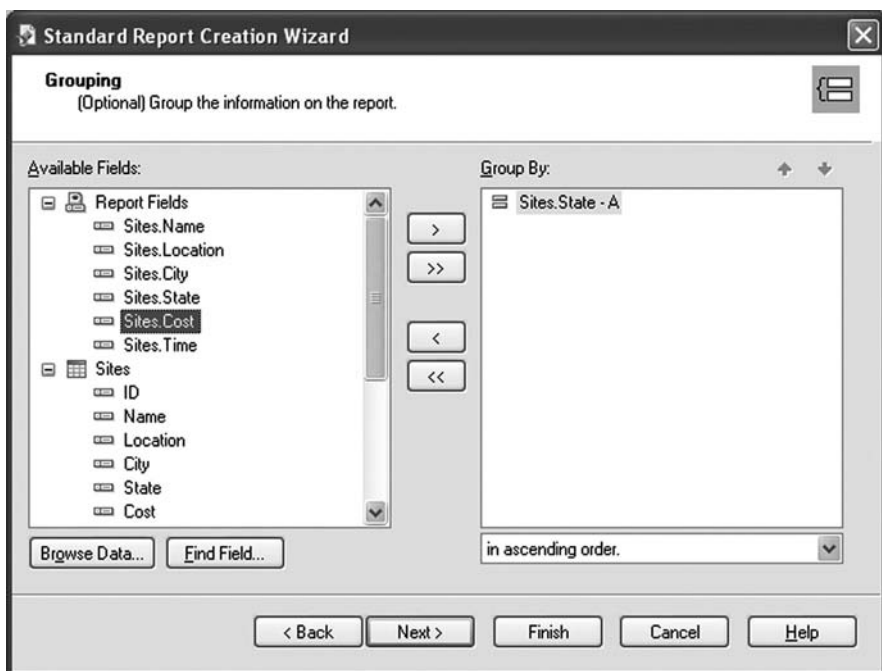 Standard Report Creation Wizard
Grouping
(Optional) Group the information on the report.
Available Fields:
Report Fields
Sites.Name
Sites.Location
Sites.City
Sites.State
Sites.Cost
Sites.Time
Sites
ID
Name
Location
City
State
Cost
Browse Data...
Find Field...
>
>>
<
<<
Group By:
Sites.State - A
in ascending order.
< Back
Next >
Finish
Cancel
Help